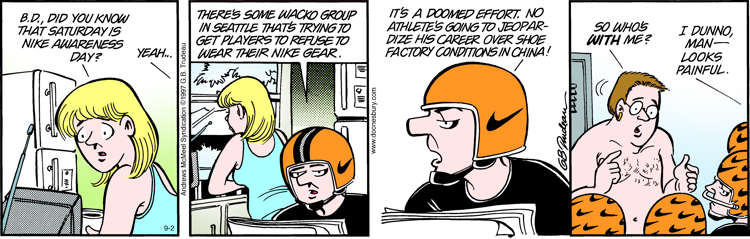 B.D., DID YOU KNOW
THAT SATURDAY IS
NIKE AWARENESS
DAY?
YEAH..
9-2
Andrews McMeel Syndication ©1997 G.B. Trudeau
THERE'S SOME WACKO GROUP
IN SEATTLE THAT'S TRYING TO
GET PLAYERS TO REFUSE TO
WEAR THEIR NIKE GEAR..
www.doonesbury.com
IT'S A DOOMED EFFORT. NO
ATHLETE'S GOING TO JEOPAR-
DIZE HIS CAREER OVER SHOE
FACTORY CONDITIONS IN CHINA!
GB Trudeau
SO WHO'S
WITH ME?
I DUNNO,
MAN—
LOOKS
PAINFUL.